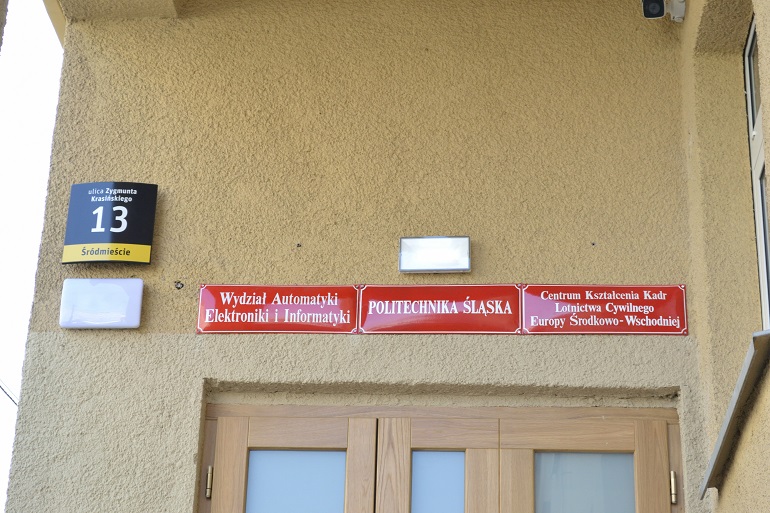 ulica Zygmunta
Krasińskiego
13
Śródmieście
Wydział Automatyki
Elektroniki i Informatyki
POLITECHNIKA ŚLĄSKA
Centrum Kształcenia Kadr
Lotnictwa Cywilnego
Europy Środkowo-Wschodniej